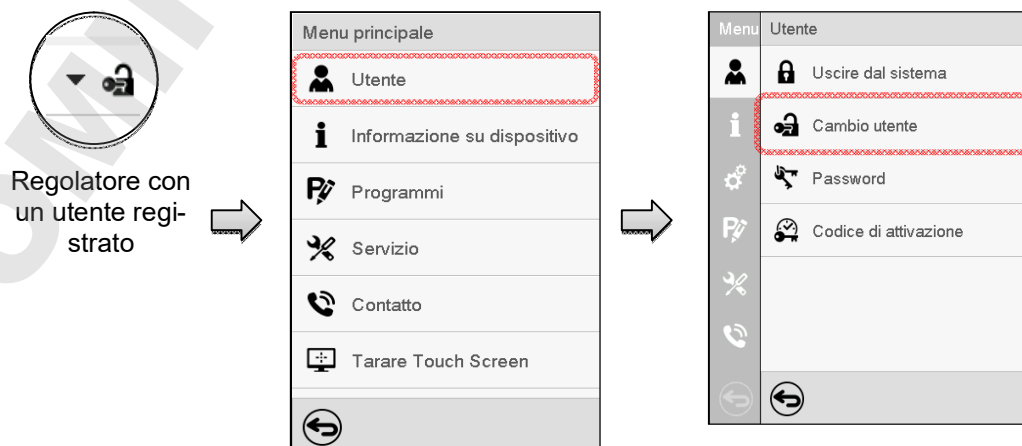 Regolatore con
un utente regi-
strato
Menu principale
Utente
Informazione su dispositivo
Programmi
Servizio
Contatto
Tarare Touch Screen
Menu
Utente
Uscire dal sistema
Cambio utente
Password
Codice di attivazione